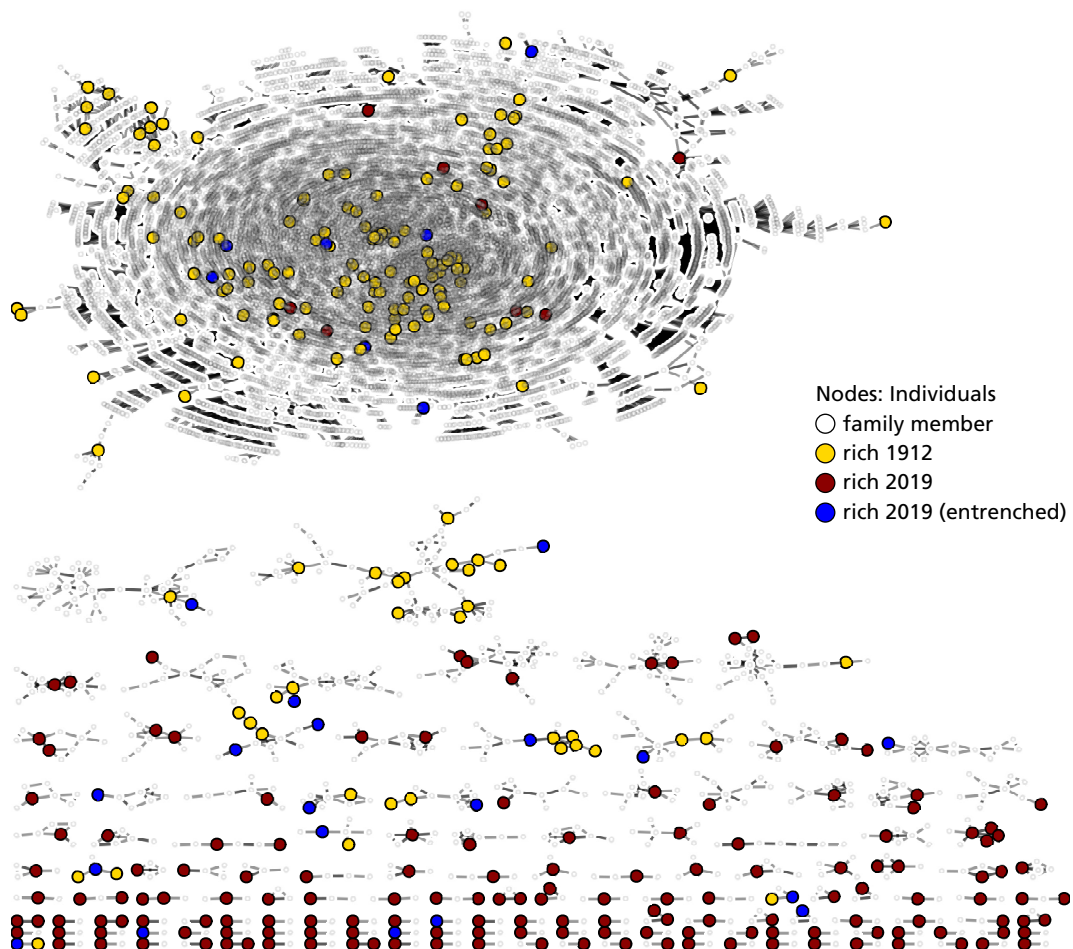 Nodes: Individuals
family member
rich 1912
rich 2019
rich 2019 (entrenched)